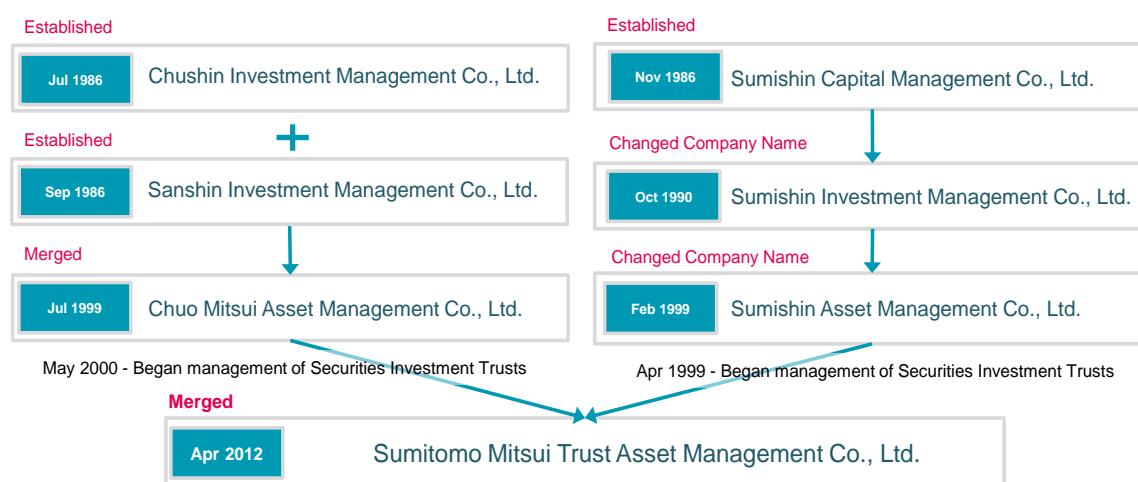 Established
Jul 1986
Chushin Investment Management Co., Ltd.
+
Established
Sep 1986
Sanshin Investment Management Co., Ltd.
Merged
Jul 1999
Chuo Mitsui Asset Management Co., Ltd.
May 2000 - Began management of Securities Investment Trusts
Established
Nov 1986
Sumishin Capital Management Co., Ltd.
Changed Company Name
Oct 1990
Sumishin Investment Management Co., Ltd.
Changed Company Name
Feb 1999
Sumishin Asset Management Co., Ltd.
Apr 1999 - Began management of Securities Investment Trusts
Merged
Apr 2012
Sumitomo Mitsui Trust Asset Management Co., Ltd.